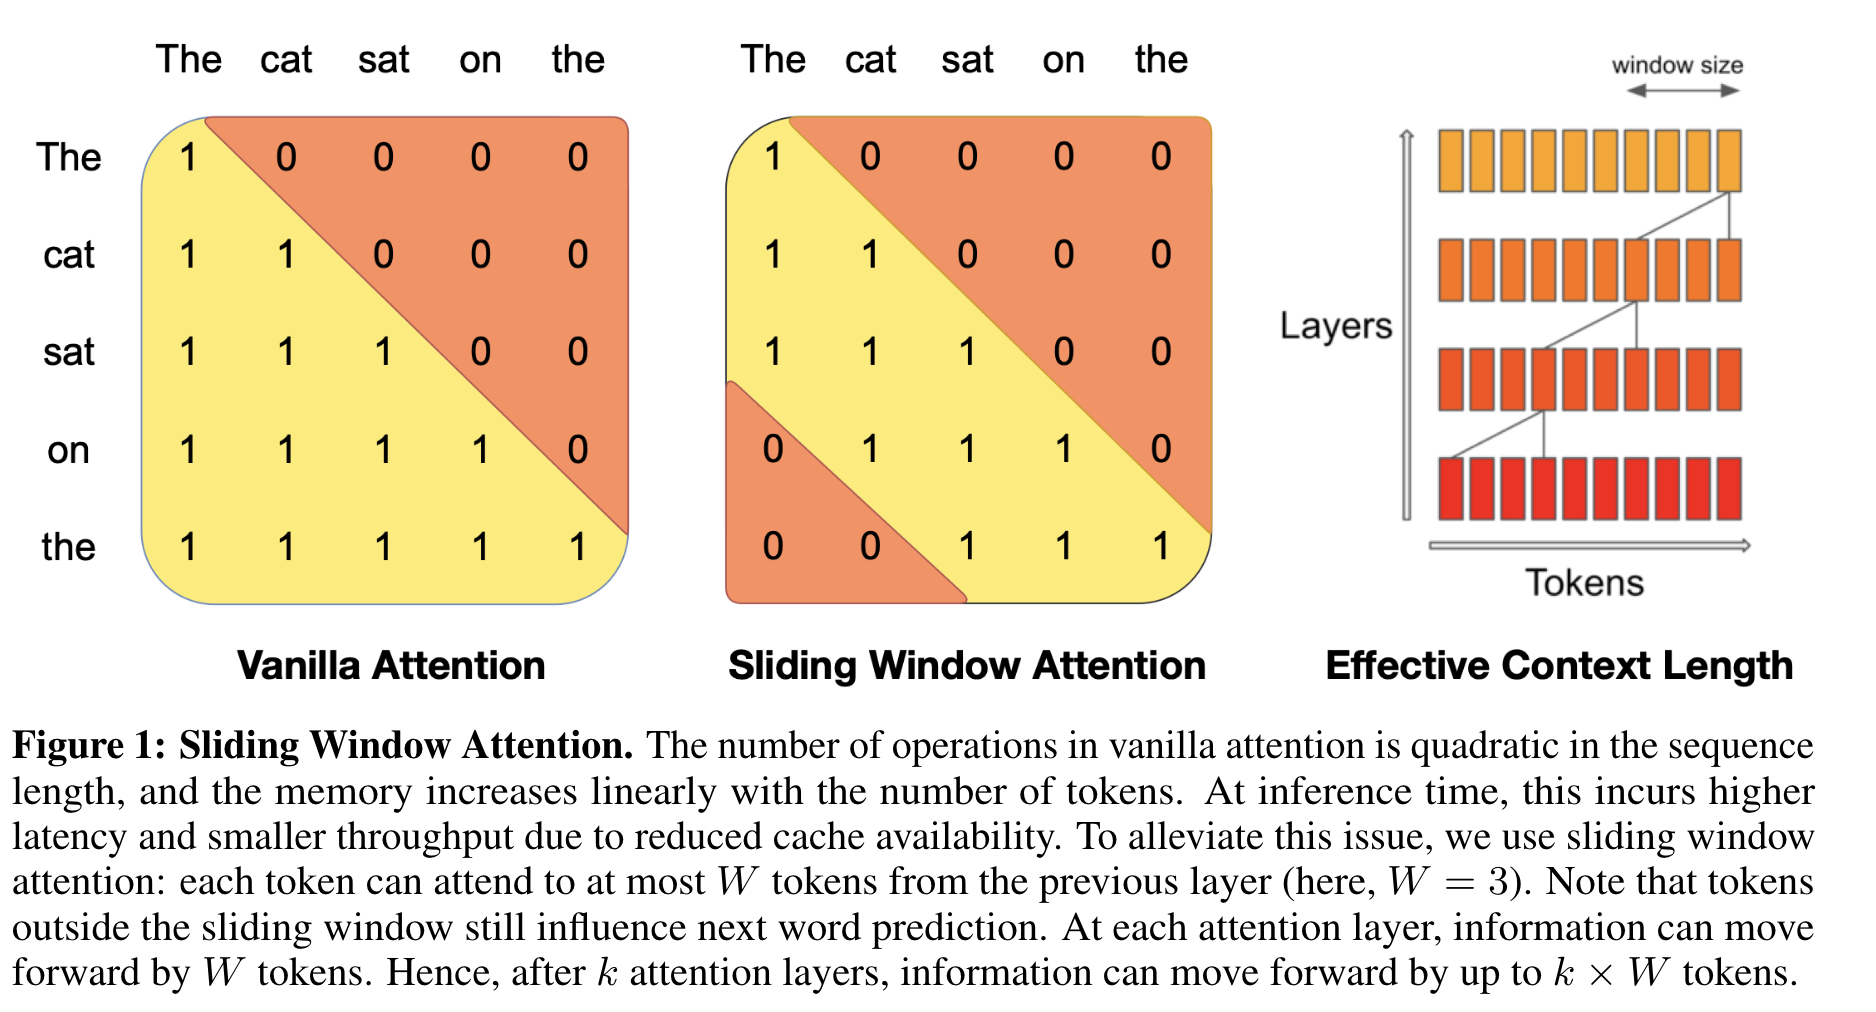 The cat sat on the
The 1 0 0 0 0
cat 1 1 0 0 0
sat 1 1 1 0 0
on 1 1 1 1 0
the 1 1 1 1 1
Vanilla Attention
The cat sat on the
1 0 0 0 0
1 1 0 0 0
1 1 1 0 0
0 1 1 1 0
0 0 1 1 1
Sliding Window Attention
window size
Layers
Tokens
Effective Context Length
Figure 1: Sliding Window Attention. The number of operations in vanilla attention is quadratic in the sequence
length, and the memory increases linearly with the number of tokens. At inference time, this incurs higher
latency and smaller throughput due to reduced cache availability. To alleviate this issue, we use sliding window
attention: each token can attend to at most W tokens from the previous layer (here, W = 3). Note that tokens
outside the sliding window still influence next word prediction. At each attention layer, information can move
forward by W tokens. Hence, after k attention layers, information can move forward by up to k × W tokens.